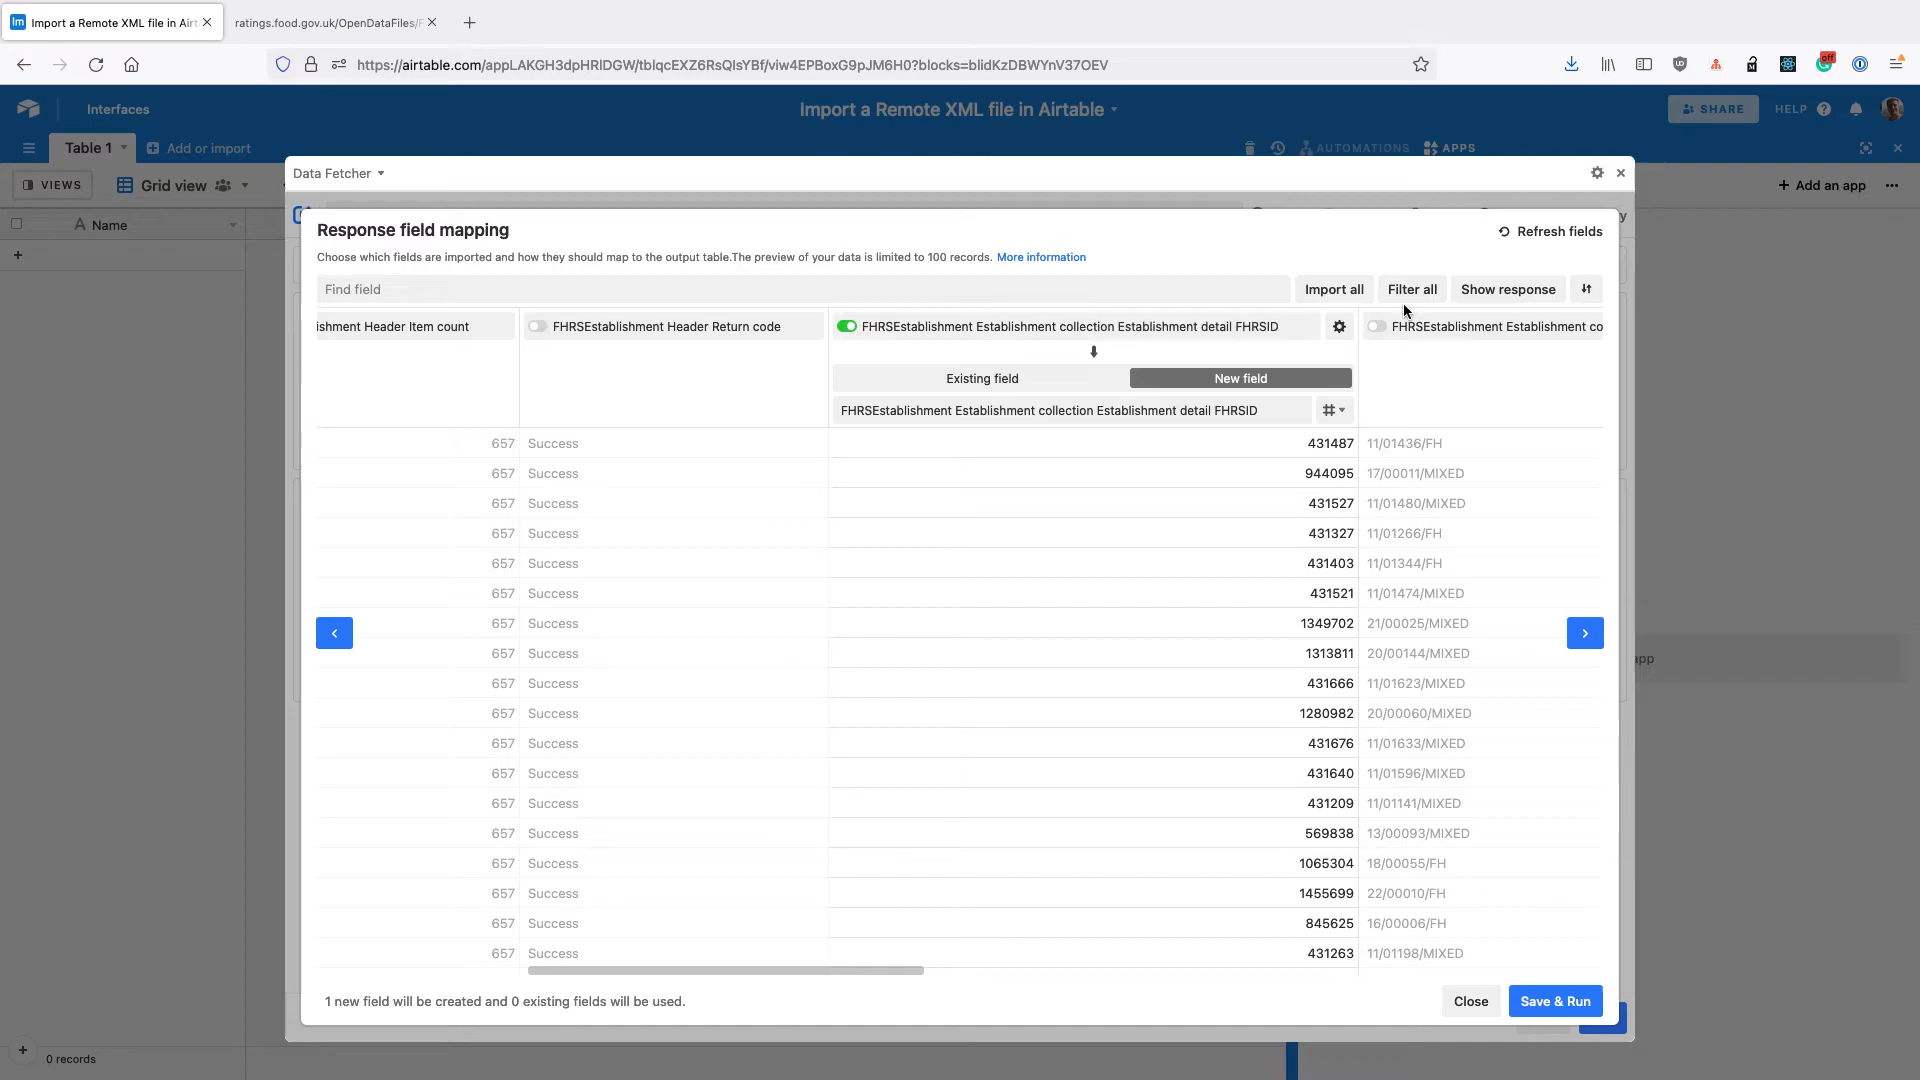 Import a Remote XML file in Airt
ratings.food.gov.uk/OpenDataFiles/F
https://airtable.com/appLAKGH3dpHRlDGW/tblqcEXZ6RsQlsYBf/viw4EPBoxG9pJM6H0?blocks=blidKzDBWYnV37OEV
off
Interfaces
Import a Remote XML file in Airtable
SHARE
HELP
Table 1
Add or import
AUTOMATIONS
APPS
VIEWS
Grid view
Data Fetcher
Add an app
Name
Response field mapping
Refresh fields
Choose which fields are imported and how they should map to the output table.The preview of your data is limited to 100 records. More information
Find field
Import all
Filter all
Show response
ishment Header Item count
FHRSEstablishment Header Return code
FHRSEstablishment Establishment collection Establishment detail FHRSID
FHRSEstablishment Establishment co
Existing field
New field
FHRSEstablishment Establishment collection Establishment detail FHRSID
657 Success 431487 11/01436/FH
657 Success 944095 17/00011/MIXED
657 Success 431527 11/01480/MIXED
657 Success 431327 11/01266/FH
657 Success 431403 11/01344/FH
657 Success 431521 11/01474/MIXED
657 Success 1349702 21/00025/MIXED
657 Success 1313811 20/00144/MIXED
657 Success 431666 11/01623/MIXED
657 Success 1280982 20/00060/MIXED
657 Success 431676 11/01633/MIXED
657 Success 431640 11/01596/MIXED
657 Success 431209 11/01141/MIXED
657 Success 569838 13/00093/MIXED
657 Success 1065304 18/00055/FH
657 Success 1455699 22/00010/FH
657 Success 845625 16/00006/FH
657 Success 431263 11/01198/MIXED
app
1 new field will be created and 0 existing fields will be used.
Close
Save & Run
0 records